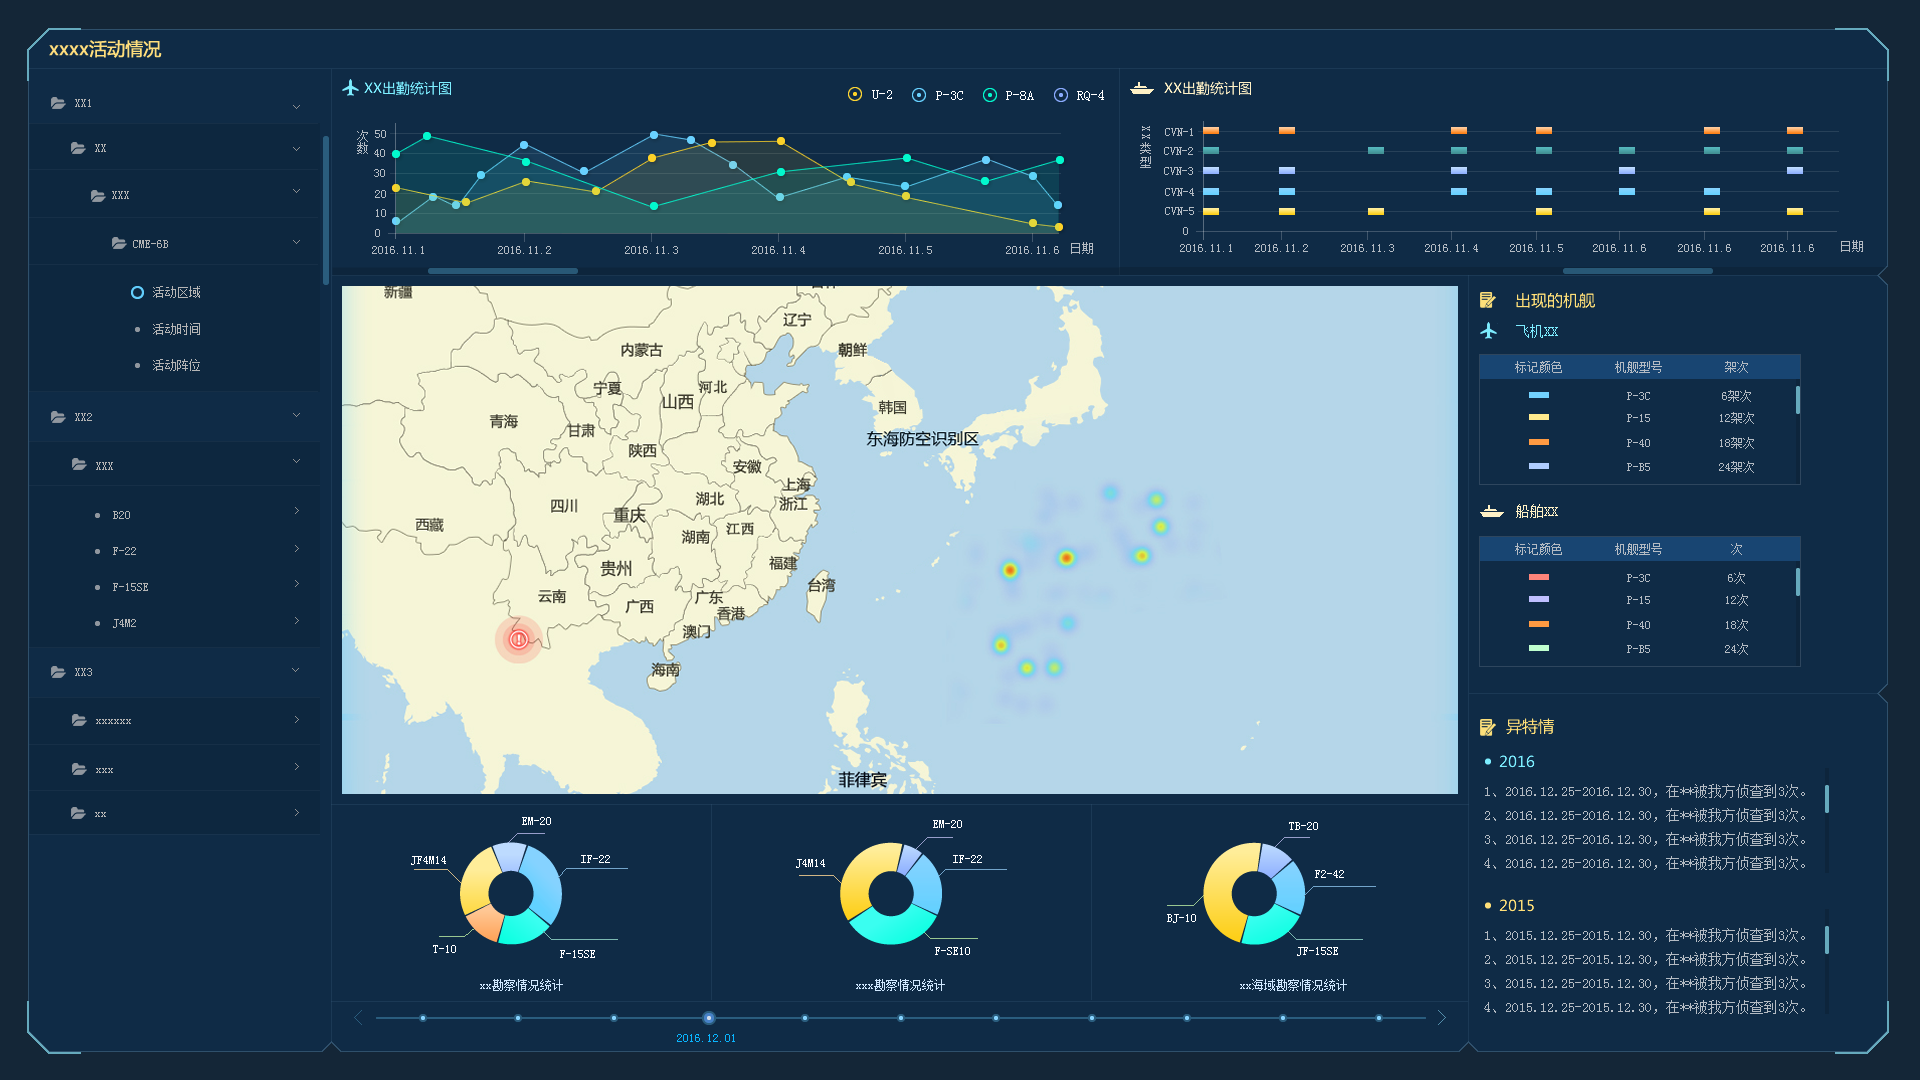 xxxx活动情况
XX1
XX
XXX
CME-6B
活动区域
活动时间
活动阵位
XX2
XXX
B20
F-22
F-15SE
J4M2
XX3
xxxxxx
xxx
xx
XX出勤统计图
U-2
P-3C
P-8A
RQ-4
次数
50
40
30
20
10
0
2016.11.1
2016.11.2
2016.11.3
2016.11.4
2016.11.5
2016.11.6
日期
XX出勤统计图
XX类型
CVN-1
CVN-2
CVN-3
CVN-4
CVN-5
0
2016.11.1
2016.11.2
2016.11.3
2016.11.4
2016.11.5
2016.11.6
2016.11.6
2016.11.6
日期
新疆
吉林
辽宁
内蒙古
朝鲜
宁夏
河北
山西
青海
韩国
甘肃
东海防空识别区
陕西
安徽
上海
四川
湖北
浙江
重庆
西藏
江西
湖南
福建
贵州
台湾
云南
广东
广西
香港
澳门
海南
菲律宾
出现的机舰
飞机XX
标记颜色 机舰型号 架次
P-3C 6架次
P-15 12架次
P-40 18架次
P-B5 24架次
船舶XX
标记颜色 机舰型号 次
P-3C 6次
P-15 12次
P-40 18次
P-B5 24次
异特情
2016
1、2016.12.25-2016.12.30，在**被我方侦查到3次。
2、2016.12.25-2016.12.30，在**被我方侦查到3次。
3、2016.12.25-2016.12.30，在**被我方侦查到3次。
4、2016.12.25-2016.12.30，在**被我方侦查到3次。
2015
1、2015.12.25-2015.12.30，在**被我方侦查到3次。
2、2015.12.25-2015.12.30，在**被我方侦查到3次。
3、2015.12.25-2015.12.30，在**被我方侦查到3次。
4、2015.12.25-2015.12.30，在**被我方侦查到3次。
EM-20
JF4M14
IF-22
T-10
F-15SE
xx勘察情况统计
EM-20
J4M14
IF-22
F-SE10
xxx勘察情况统计
TB-20
F2-42
BJ-10
JF-15SE
xx海域勘察情况统计
2016.12.01